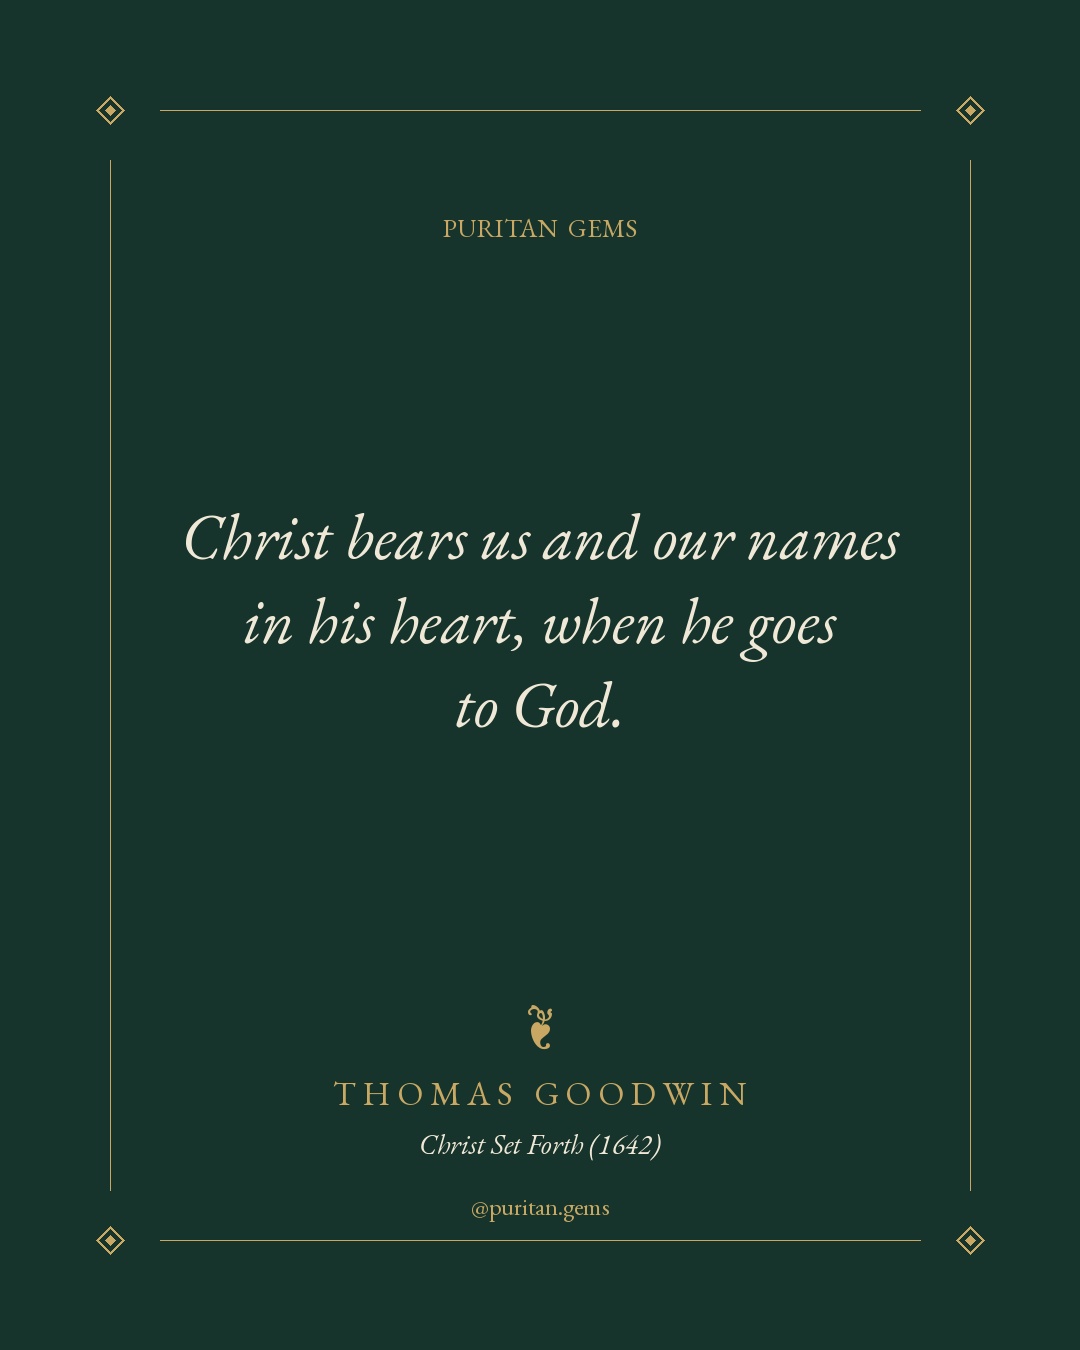 PURITAN GEMS
Christ bears us and our names
in his heart, when he goes
to God.
THOMAS GOODWIN
Christ Set Forth (1642)
@puritan.gems